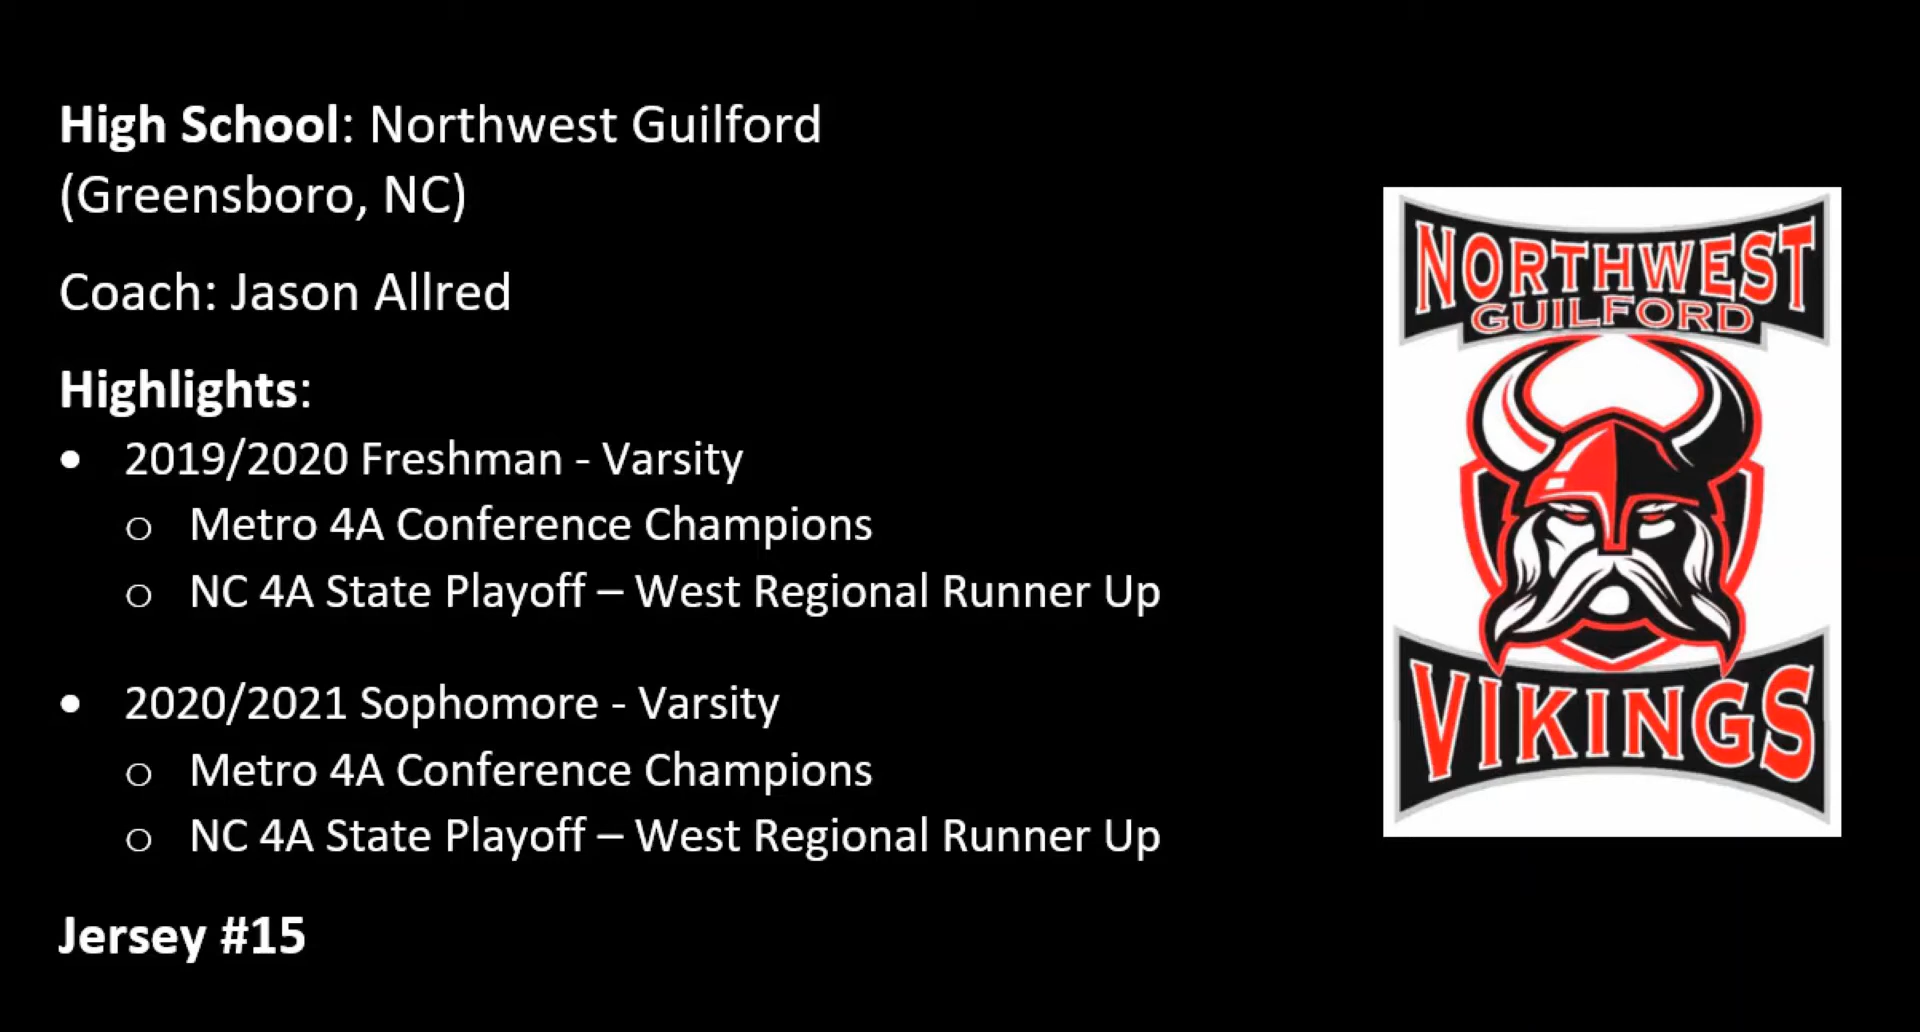 High School: Northwest Guilford
(Greensboro, NC)
Coach: Jason Allred
Highlights:
• 2019/2020 Freshman - Varsity
o Metro 4A Conference Champions
o NC 4A State Playoff – West Regional Runner Up
• 2020/2021 Sophomore - Varsity
o Metro 4A Conference Champions
o NC 4A State Playoff – West Regional Runner Up
Jersey #15
NORTHWEST
GUILFORD
VIKINGS